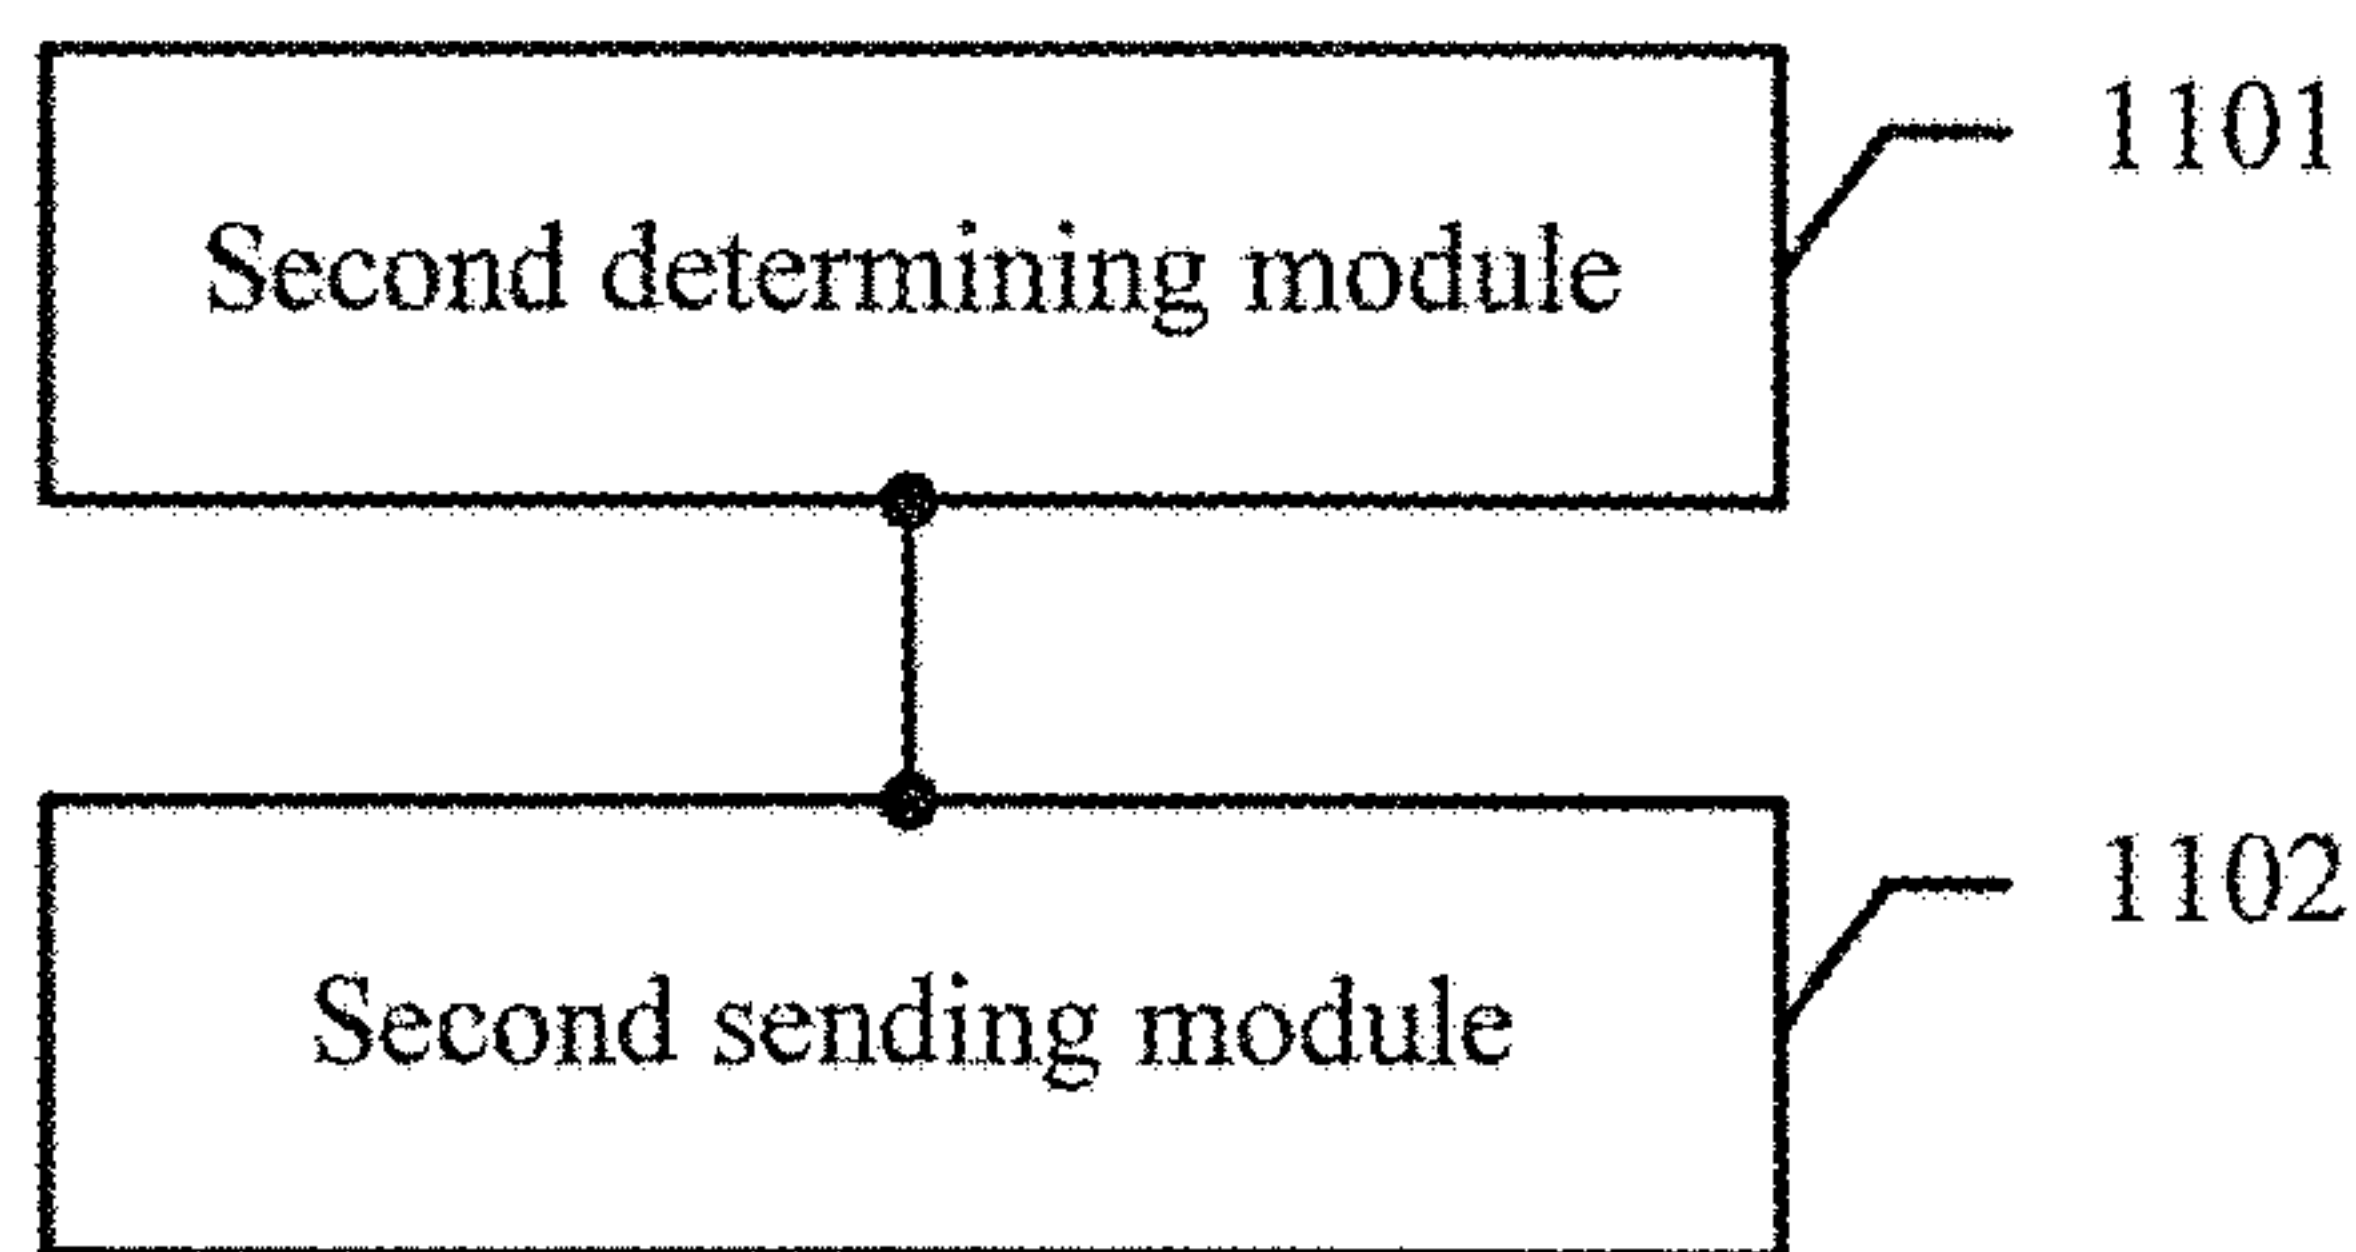 1101
Second determining module
1102
Second sending module